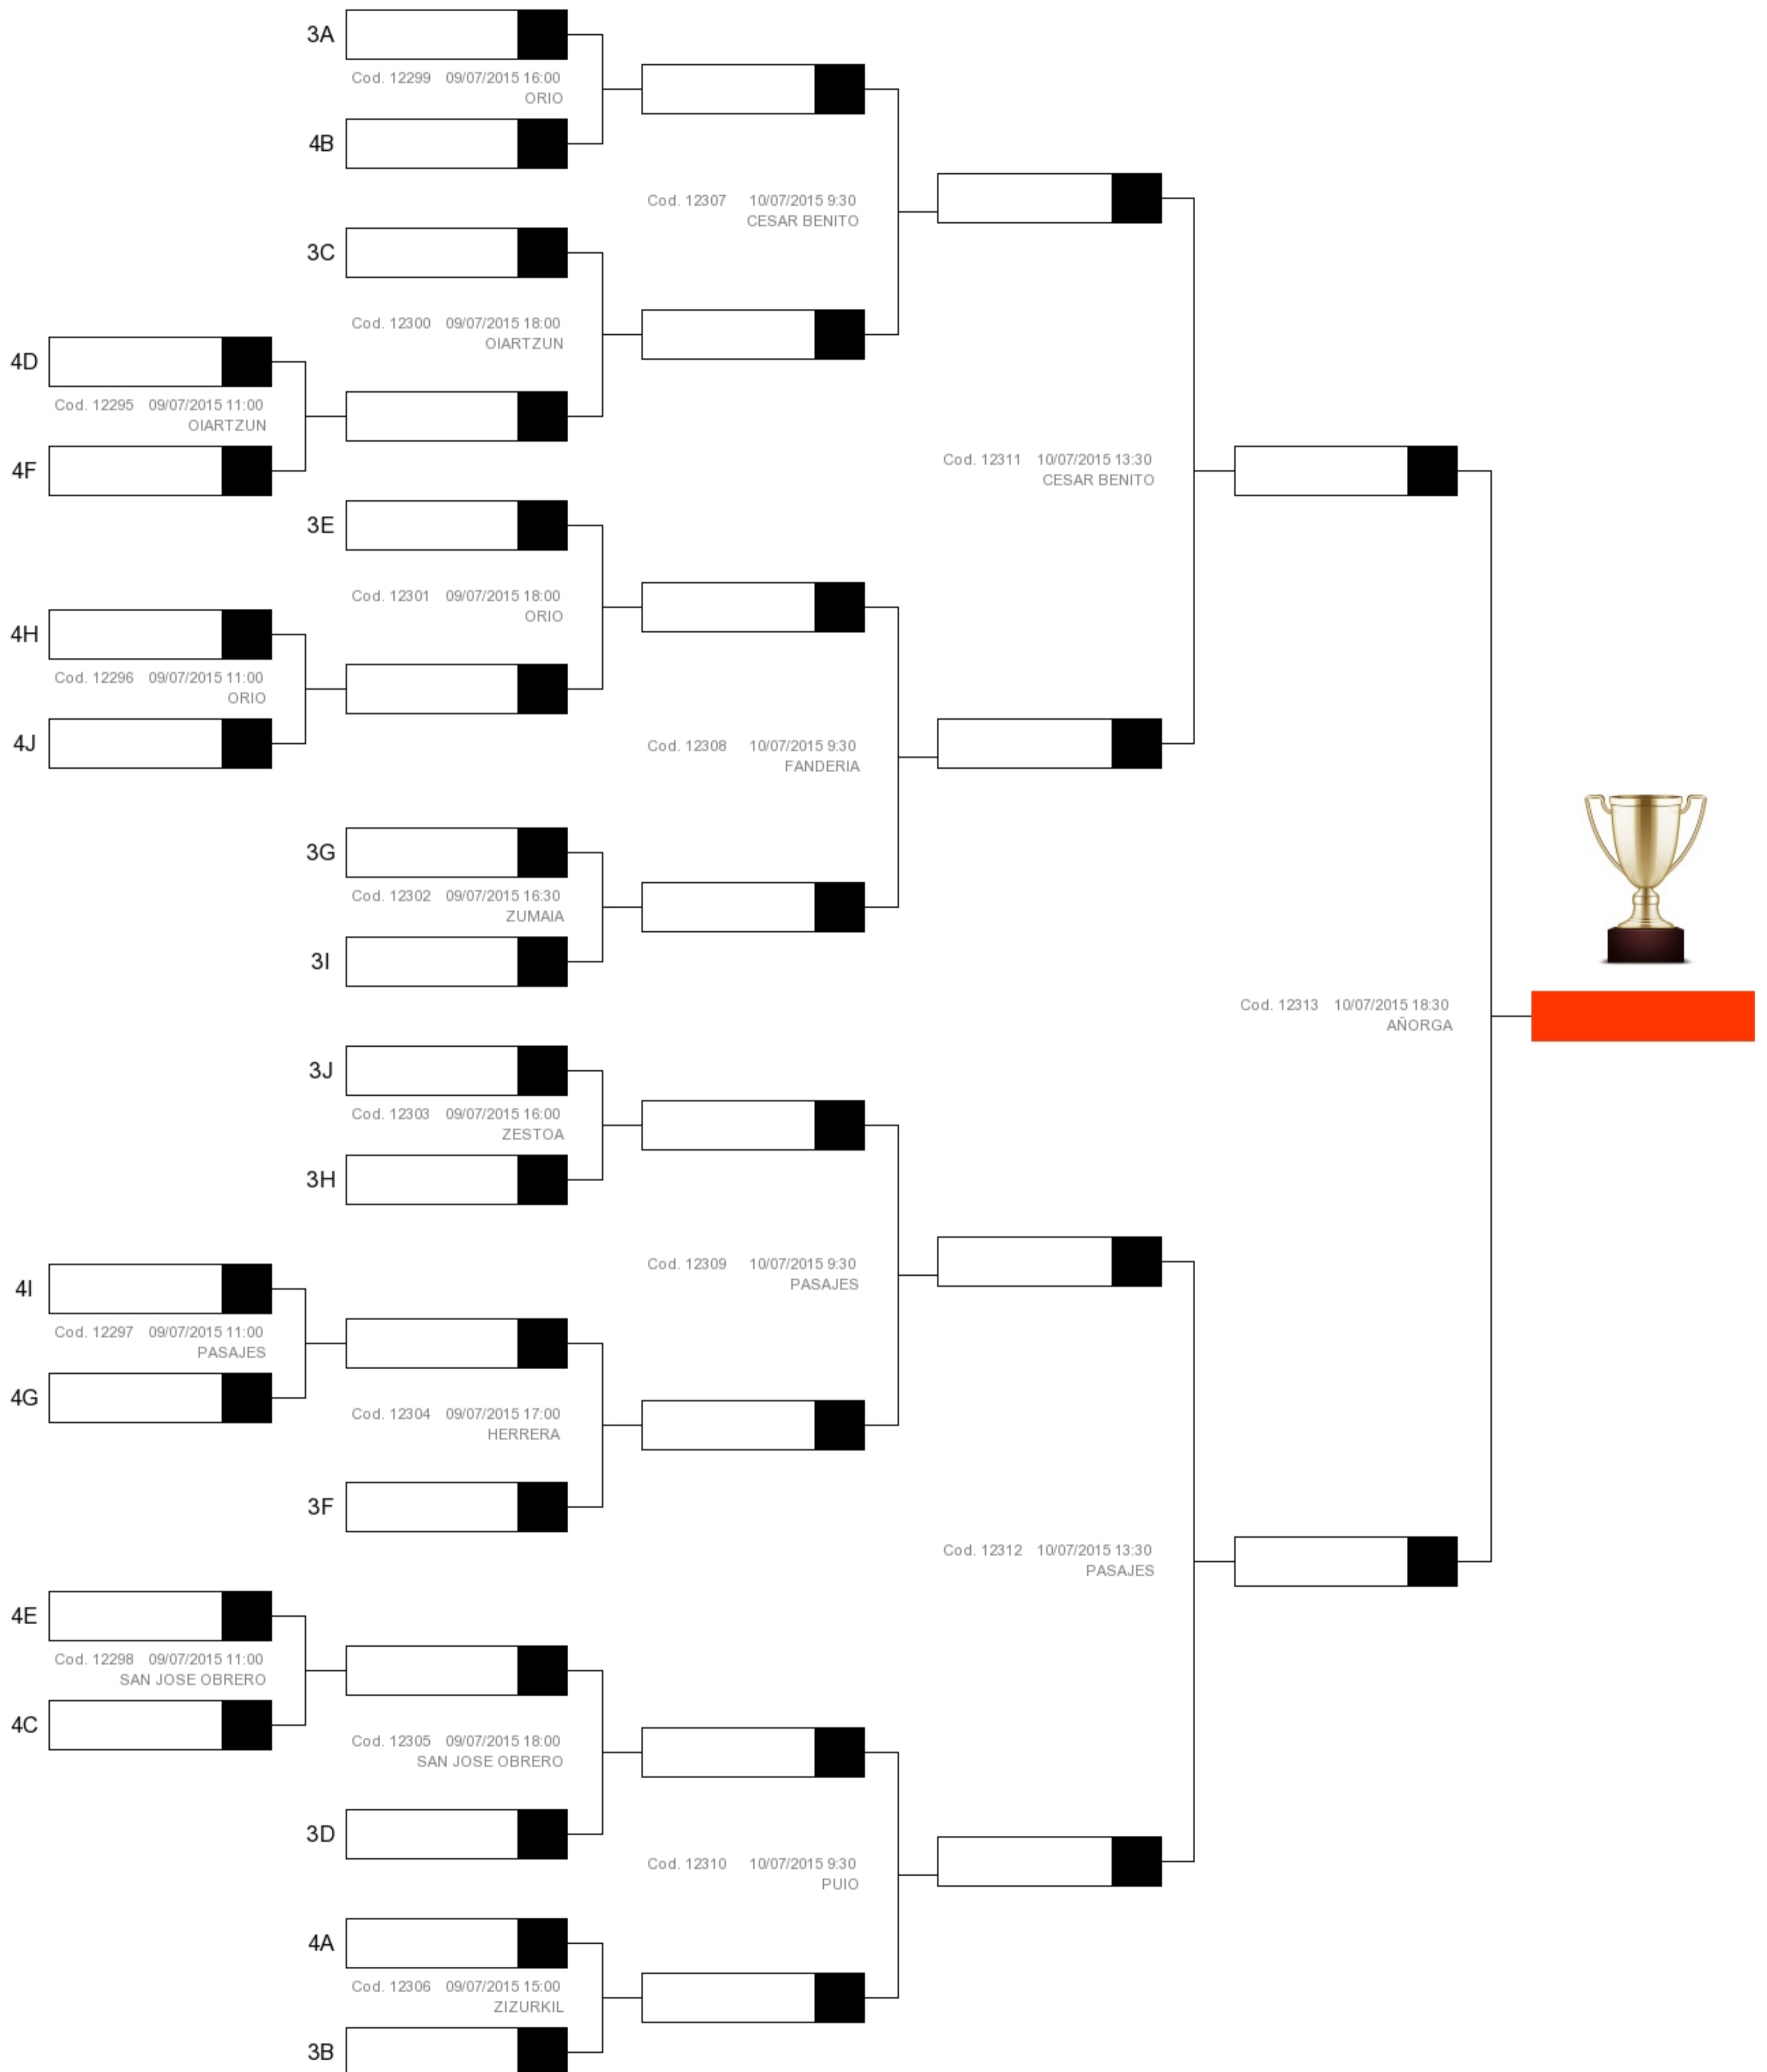 3A
Cod. 12299 09/07/2015 16:00
ORIO
4B
Cod. 12307 10/07/2015 9:30
CESAR BENITO
3C
Cod. 12300 09/07/2015 18:00
OIARTZUN
4D
Cod. 12295 09/07/2015 11:00
OIARTZUN
4F
Cod. 12311 10/07/2015 13:30
CESAR BENITO
3E
Cod. 12301 09/07/2015 18:00
ORIO
4H
Cod. 12296 09/07/2015 11:00
ORIO
4J
Cod. 12308 10/07/2015 9:30
FANDERIA
3G
Cod. 12302 09/07/2015 16:30
ZUMAIA
3I
Cod. 12313 10/07/2015 18:30
AÑORGA
3J
Cod. 12303 09/07/2015 16:00
ZESTOA
3H
Cod. 12309 10/07/2015 9:30
PASAJES
4I
Cod. 12297 09/07/2015 11:00
PASAJES
4G
Cod. 12304 09/07/2015 17:00
HERRERA
3F
Cod. 12312 10/07/2015 13:30
PASAJES
4E
Cod. 12298 09/07/2015 11:00
SAN JOSE OBRERO
4C
Cod. 12305 09/07/2015 18:00
SAN JOSE OBRERO
3D
Cod. 12310 10/07/2015 9:30
PUIO
4A
Cod. 12306 09/07/2015 15:00
ZIZURKIL
3B